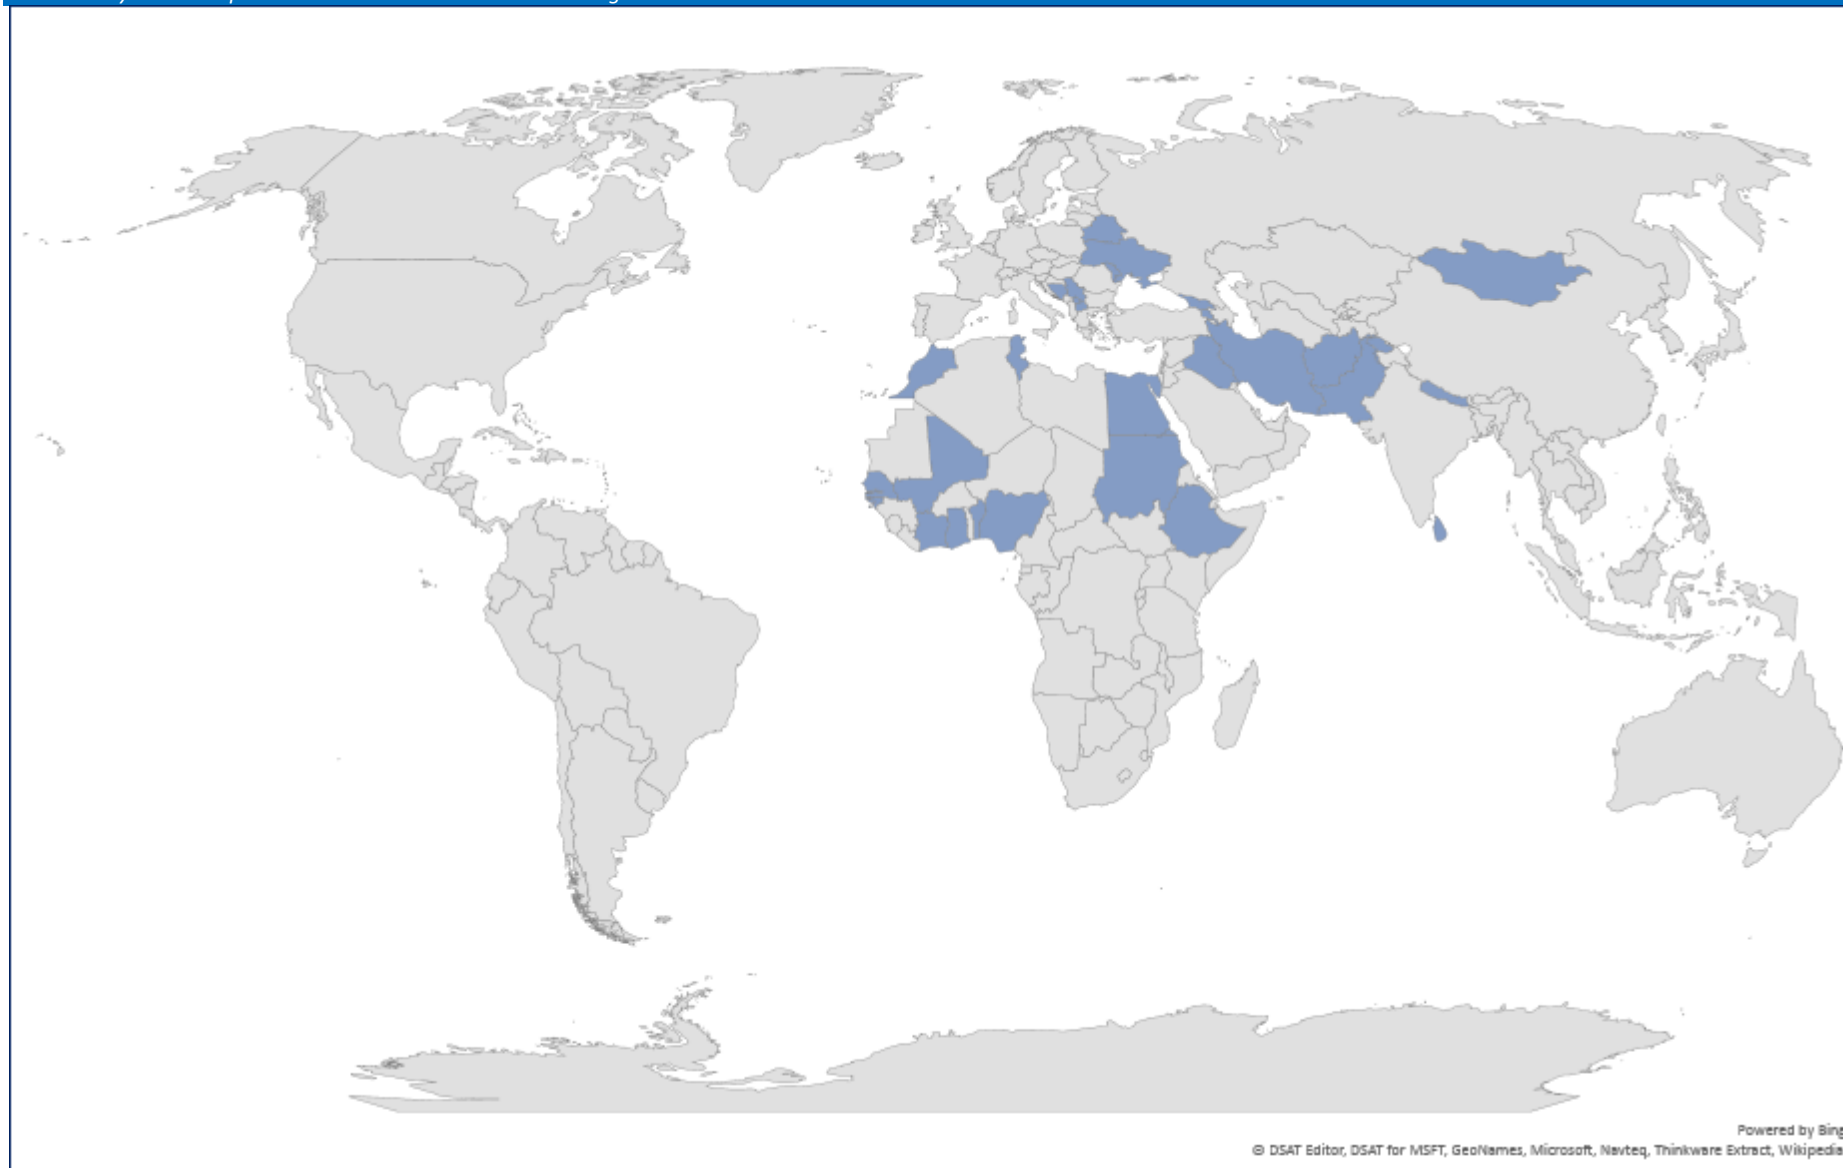 Powered by Bing
© DSAT Editor, DSAT for MSFT, GeoNames, Microsoft, Navteq, Thinkware Extract, Wikipedia